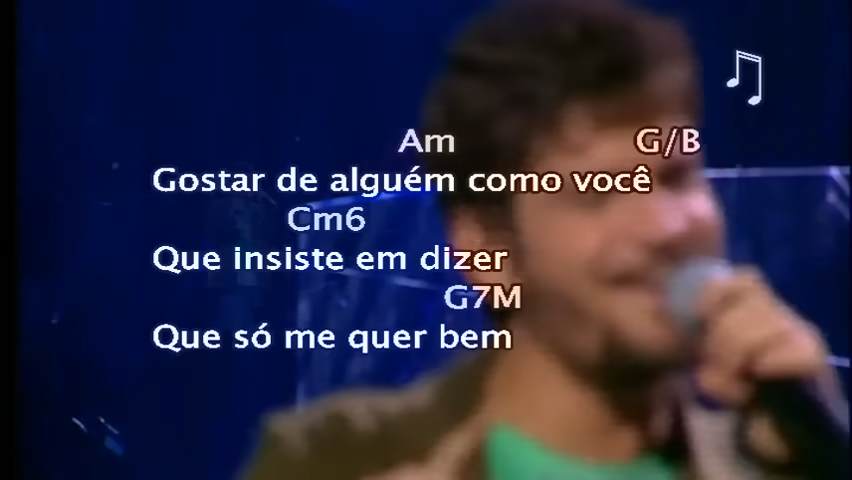 Am G/B
Gostar de alguém como você
Cm6
Que insiste em dizer
G7M
Que só me quer bem